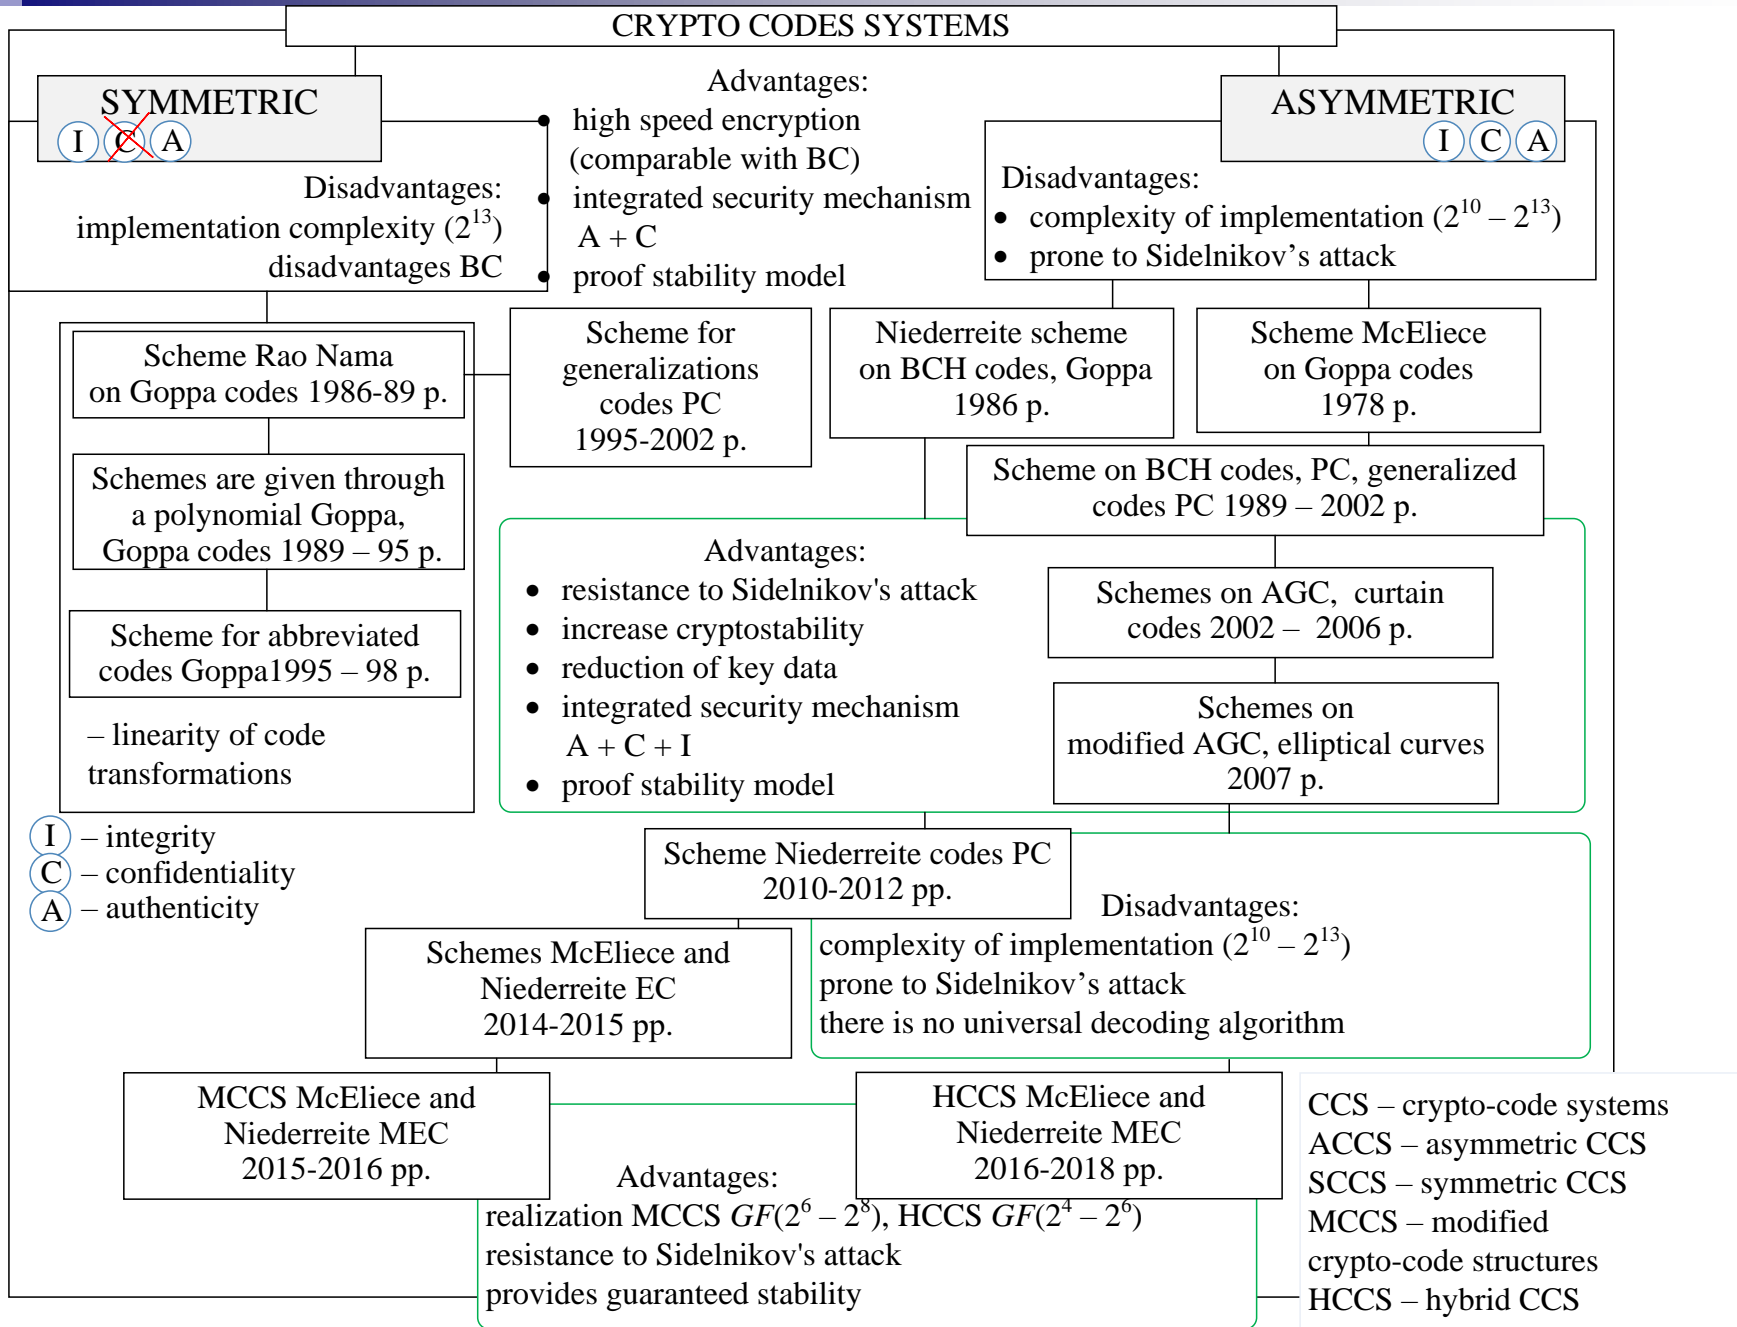 CRYPTO CODES SYSTEMS
SYMMETRIC
I C A
Disadvantages:
implementation complexity (2^13)
disadvantages BC
Advantages:
• high speed encryption
(comparable with BC)
• integrated security mechanism
A + C
• proof stability model
ASYMMETRIC
I C A
Disadvantages:
• complexity of implementation (2^10 – 2^13)
• prone to Sidelnikov’s attack
Scheme Rao Nama
on Goppa codes 1986-89 p.
Scheme for
generalizations
codes PC
1995-2002 p.
Niederreite scheme
on BCH codes, Goppa
1986 p.
Scheme McEliece
on Goppa codes
1978 p.
Schemes are given through
a polynomial Goppa,
Goppa codes 1989 – 95 p.
Scheme on BCH codes, PC, generalized
codes PC 1989 – 2002 p.
Scheme for abbreviated
codes Goppa1995 – 98 p.
– linearity of code
transformations
Advantages:
• resistance to Sidelnikov's attack
• increase cryptostability
• reduction of key data
• integrated security mechanism
A + C + I
• proof stability model
Schemes on AGC, curtain
codes 2002 – 2006 p.
Schemes on
modified AGC, elliptical curves
2007 p.
I – integrity
C – confidentiality
A – authenticity
Scheme Niederreite codes PC
2010-2012 pp.
Disadvantages:
complexity of implementation (2^10 – 2^13)
prone to Sidelnikov’s attack
there is no universal decoding algorithm
Schemes McEliece and
Niederreite EC
2014-2015 pp.
MCCS McEliece and
Niederreite MEC
2015-2016 pp.
HCCS McEliece and
Niederreite MEC
2016-2018 pp.
Advantages:
realization MCCS GF(2^6 – 2^8), HCCS GF(2^4 – 2^6)
resistance to Sidelnikov's attack
provides guaranteed stability
CCS – crypto-code systems
ACCS – asymmetric CCS
SCCS – symmetric CCS
MCCS – modified
crypto-code structures
HCCS – hybrid CCS